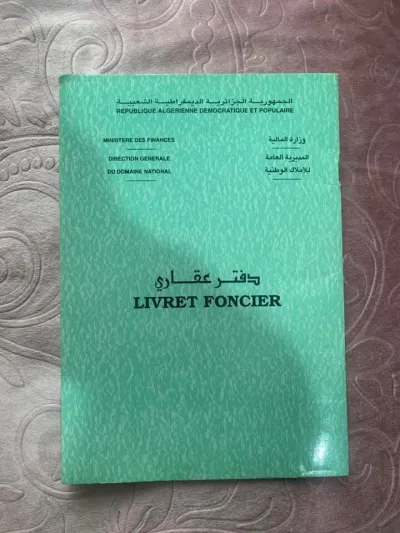 الجمهورية الجزائرية الديمقراطية الشعبية
REPUBLIQUE ALGERIENNE DEMOCRATIQUE ET POPULAIRE
MINISTERE DES FINANCES
DIRECTION GENERALE
DU DOMAINE NATIONAL
وزارة المالية
المديرية العامة
للأملاك الوطنية
دفتر عقاري
LIVRET FONCIER